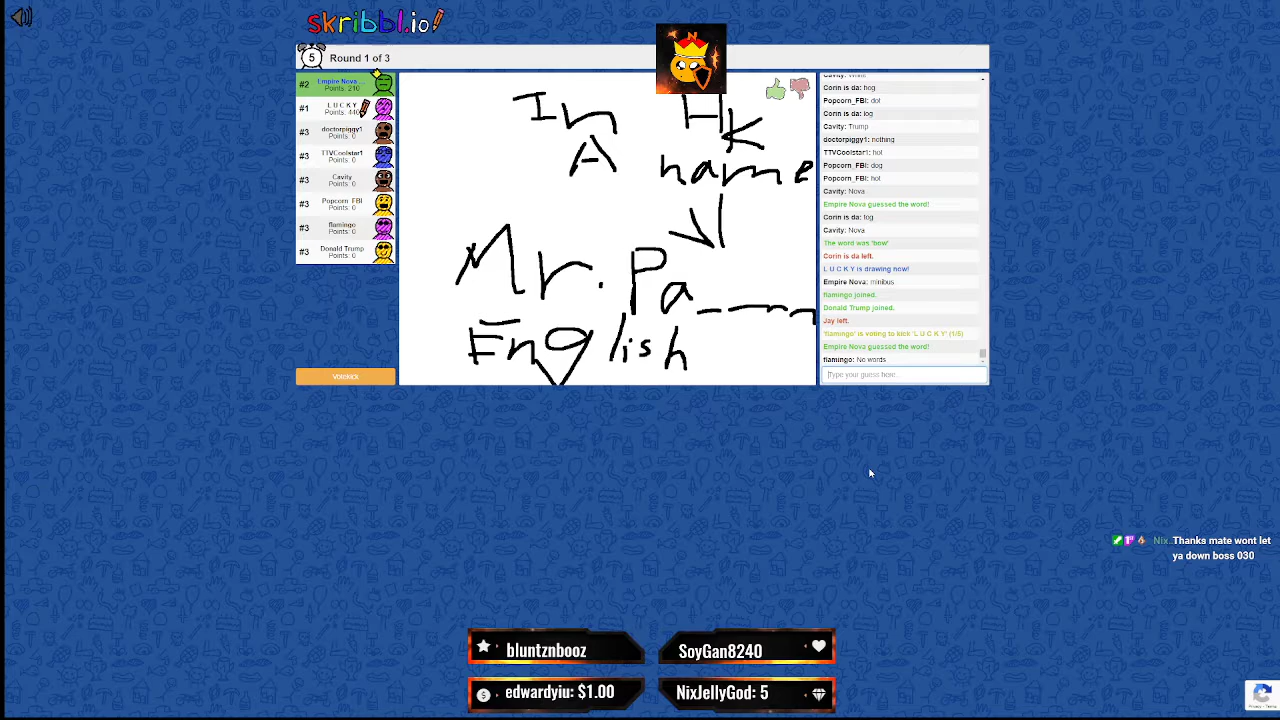 skribbl.io
5
Round 1 of 3
N
#2 Empire Nova ...
Points: 210
#1 L U C K Y
Points: 440
#3 doctorpiggy1
Points: 0
#3 TTVCoolstar1
Points: 0
#3 Cavity
Points: 0
#3 Popcorn_FBI
Points: 0
#3 flamingo
Points: 0
#3 Donald Trump
Points: 0
Votekick
In HK
A name
Mr. Pa____
English
Corin is da: hog
Popcorn_FBI: dot
Corin is da: log
Cavity: Trump
doctorpiggy1: nothing
TTVCoolstar1: hot
Popcorn_FBI: dog
Popcorn_FBI: hot
Cavity: Nova
Empire Nova guessed the word!
Corin is da: fog
Cavity: Nova
The word was 'bow'
Corin is da left.
L U C K Y is drawing now!
Empire Nova: minibus
flamingo joined.
Donald Trump joined.
Jay left.
'flamingo' is voting to kick 'L U C K Y' (1/5)
Empire Nova guessed the word!
flamingo: No words
Type your guess here...
Nix: Thanks mate wont let
ya down boss 030
bluntznbooz
SoyGan8240
edwardyiu: $1.00
NixJellyGod: 5
Privacy - Terms